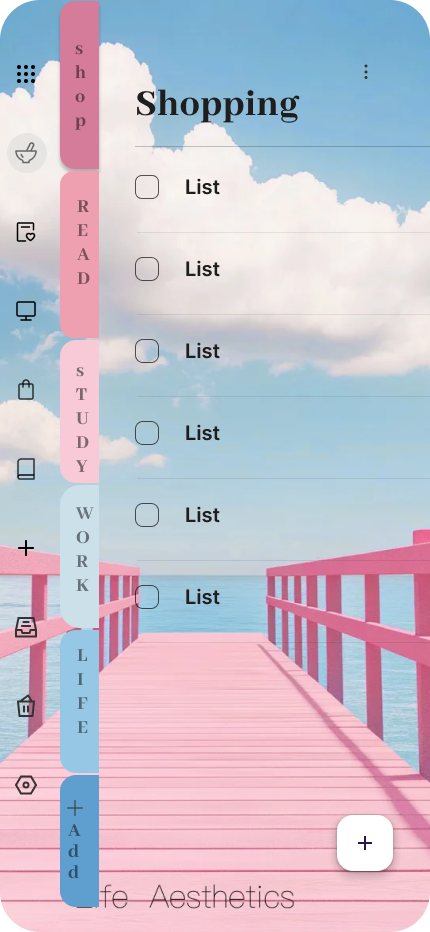 shop
READ
sTUDY
WORK
LIFE
+ Add
Shopping
List
List
List
List
List
List
Life Aesthetics